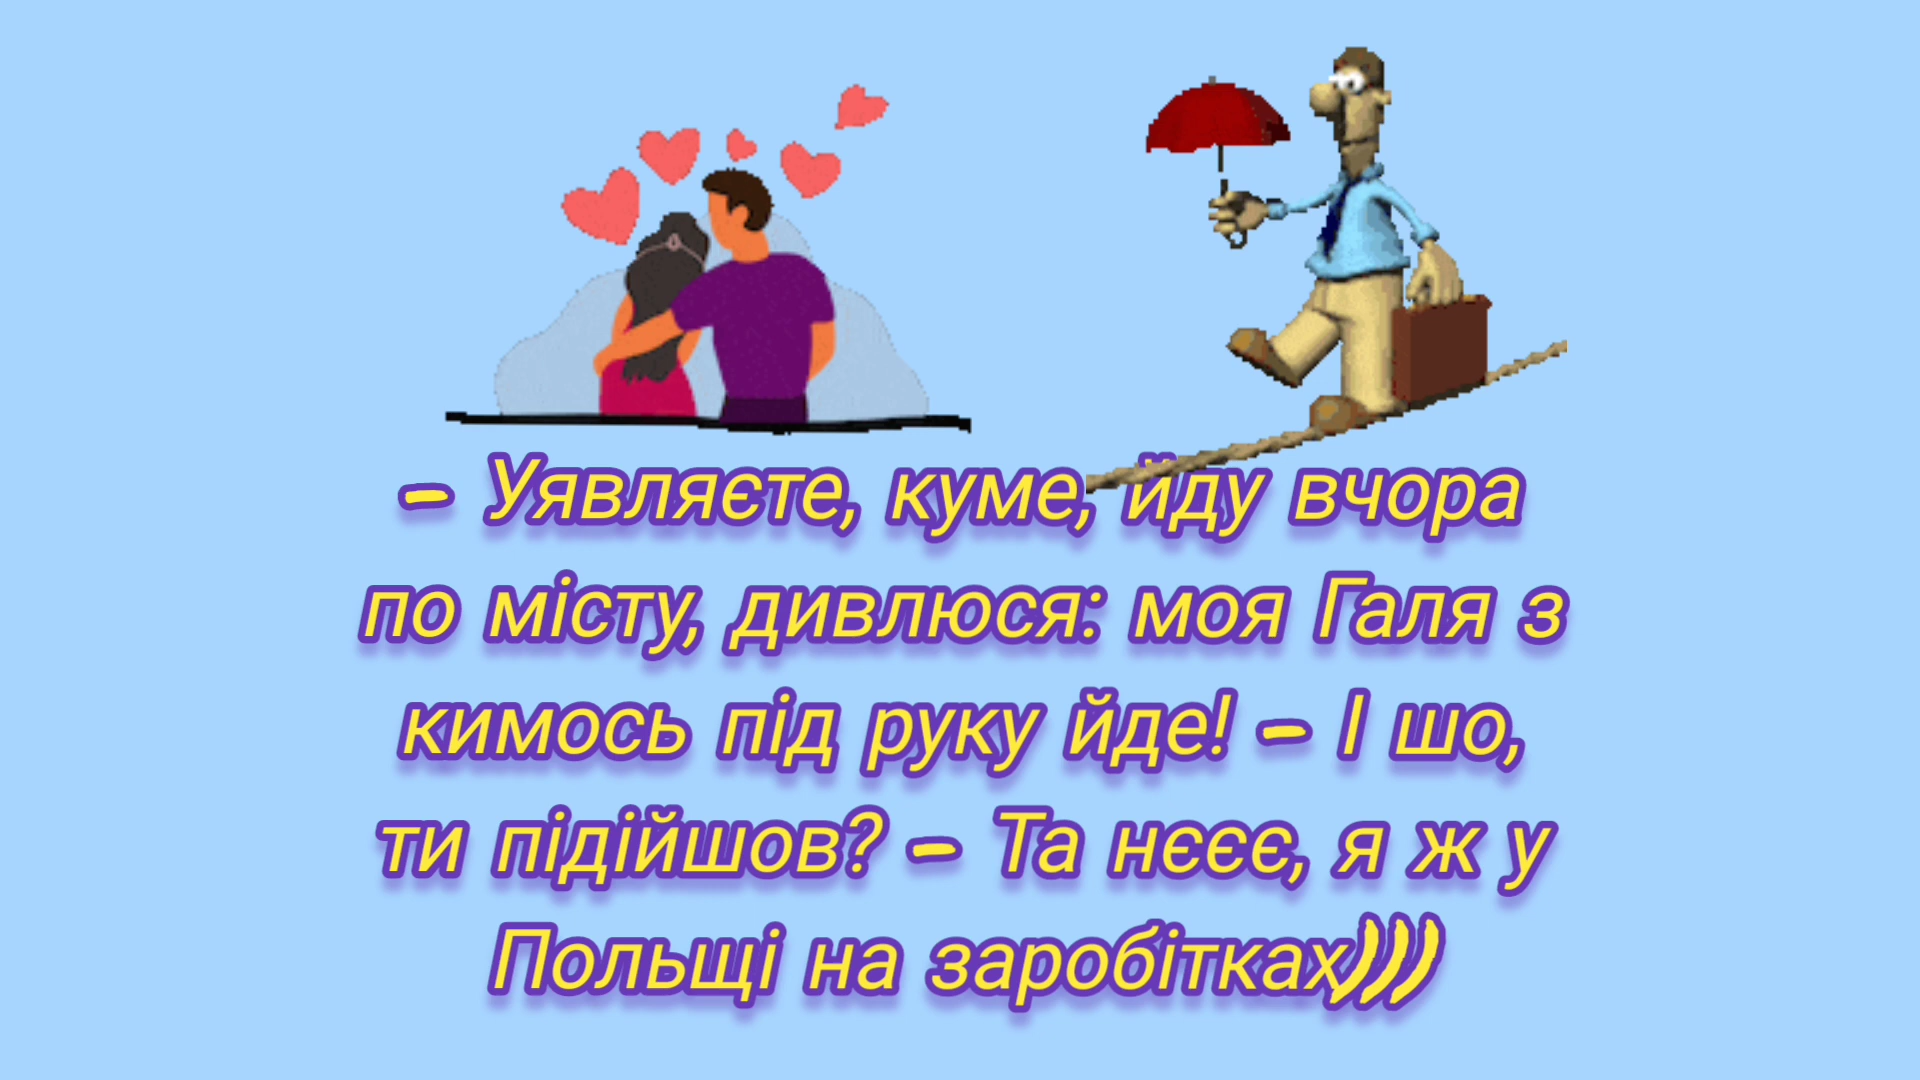 – Уявляєте, куме, йду вчора
по місту, дивлюся: моя Галя з
кимось під руку йде! – І шо,
ти підійшов? – Та нєєє, я ж у
Польщі на заробітках)))